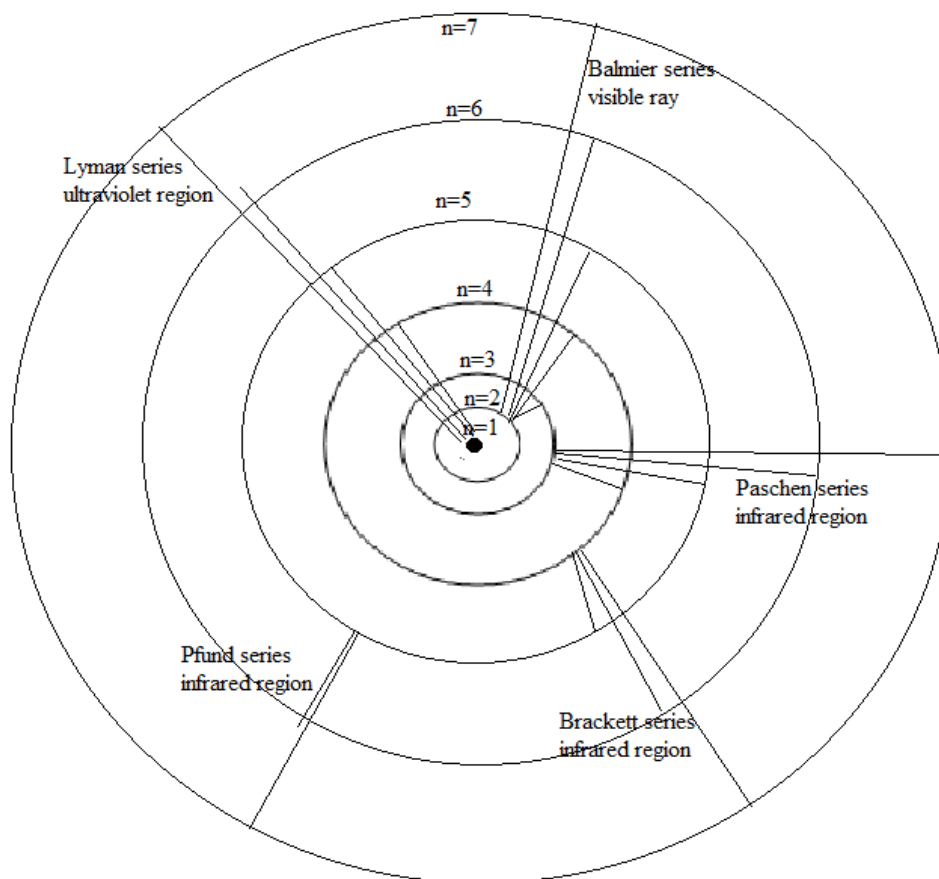 n=7
Balmier series
visible ray
n=6
Lyman series
ultraviolet region
n=5
n=4
n=3
n=2
n=1
Paschen series
infrared region
Pfund series
infrared region
Brackett series
infrared region